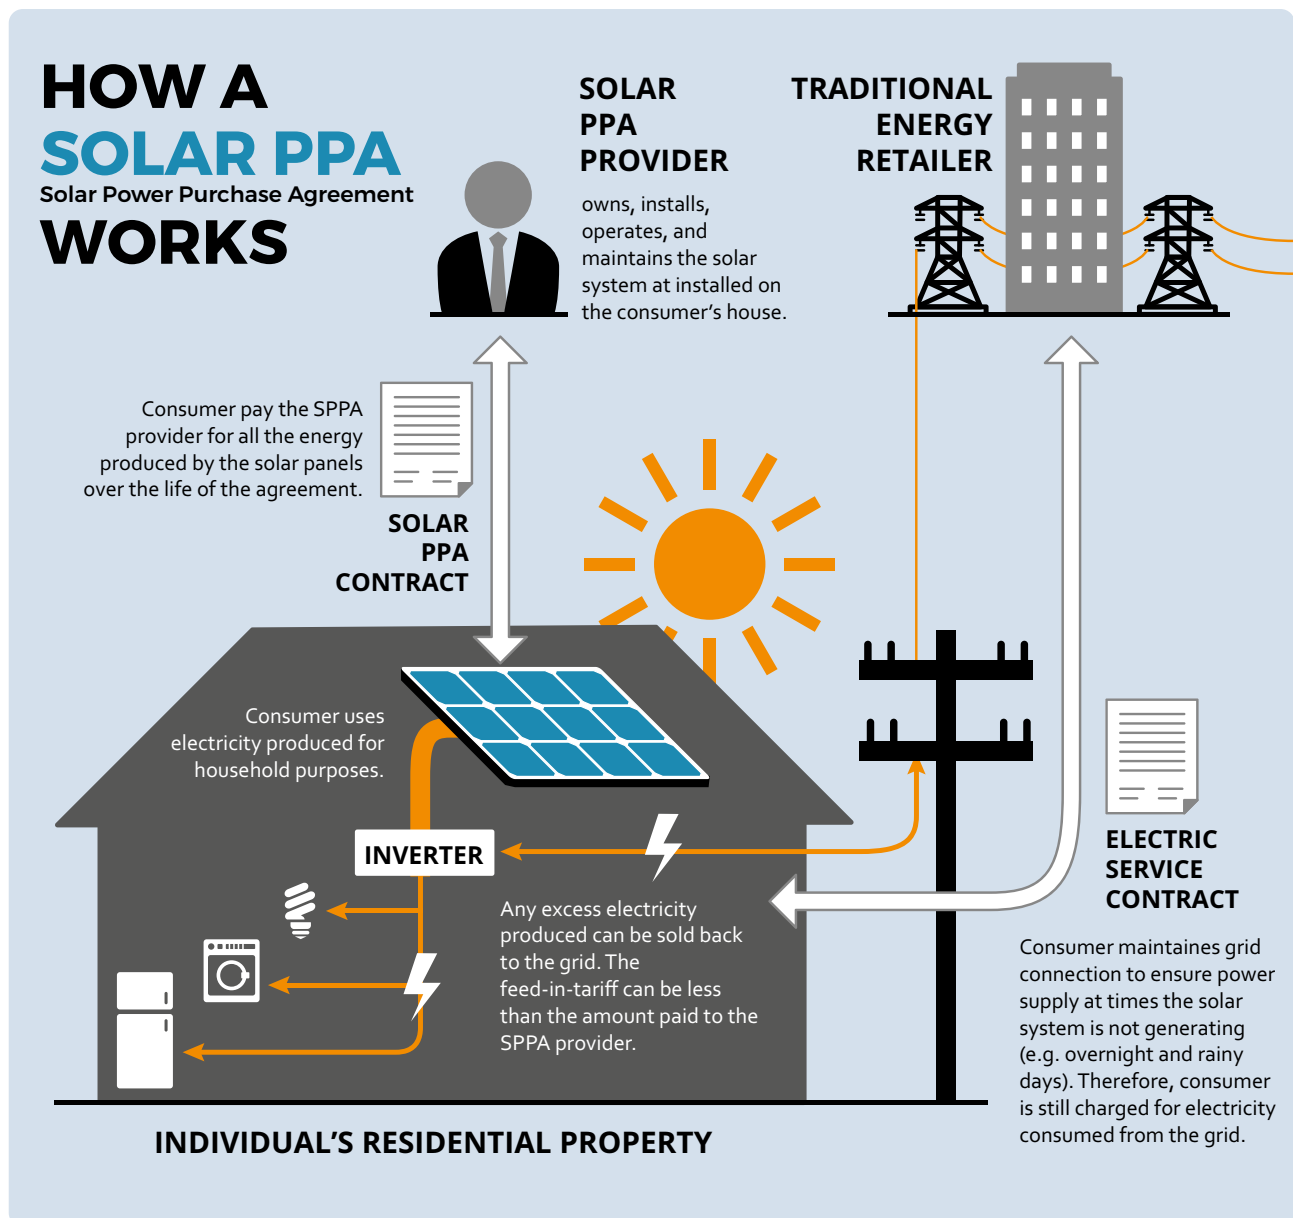 HOW A
SOLAR PPA
Solar Power Purchase Agreement
WORKS
SOLAR
PPA
PROVIDER
owns, installs,
operates, and
maintains the solar
system at installed on
the consumer's house.
TRADITIONAL
ENERGY
RETAILER
Consumer pay the SPPA
provider for all the energy
produced by the solar panels
over the life of the agreement.
SOLAR
PPA
CONTRACT
Consumer uses
electricity produced for
household purposes.
INVERTER
Any excess electricity
produced can be sold back
to the grid. The
feed-in-tariff can be less
than the amount paid to the
SPPA provider.
ELECTRIC
SERVICE
CONTRACT
Consumer maintaines grid
connection to ensure power
supply at times the solar
system is not generating
(e.g. overnight and rainy
days). Therefore, consumer
is still charged for electricity
consumed from the grid.
INDIVIDUAL'S RESIDENTIAL PROPERTY